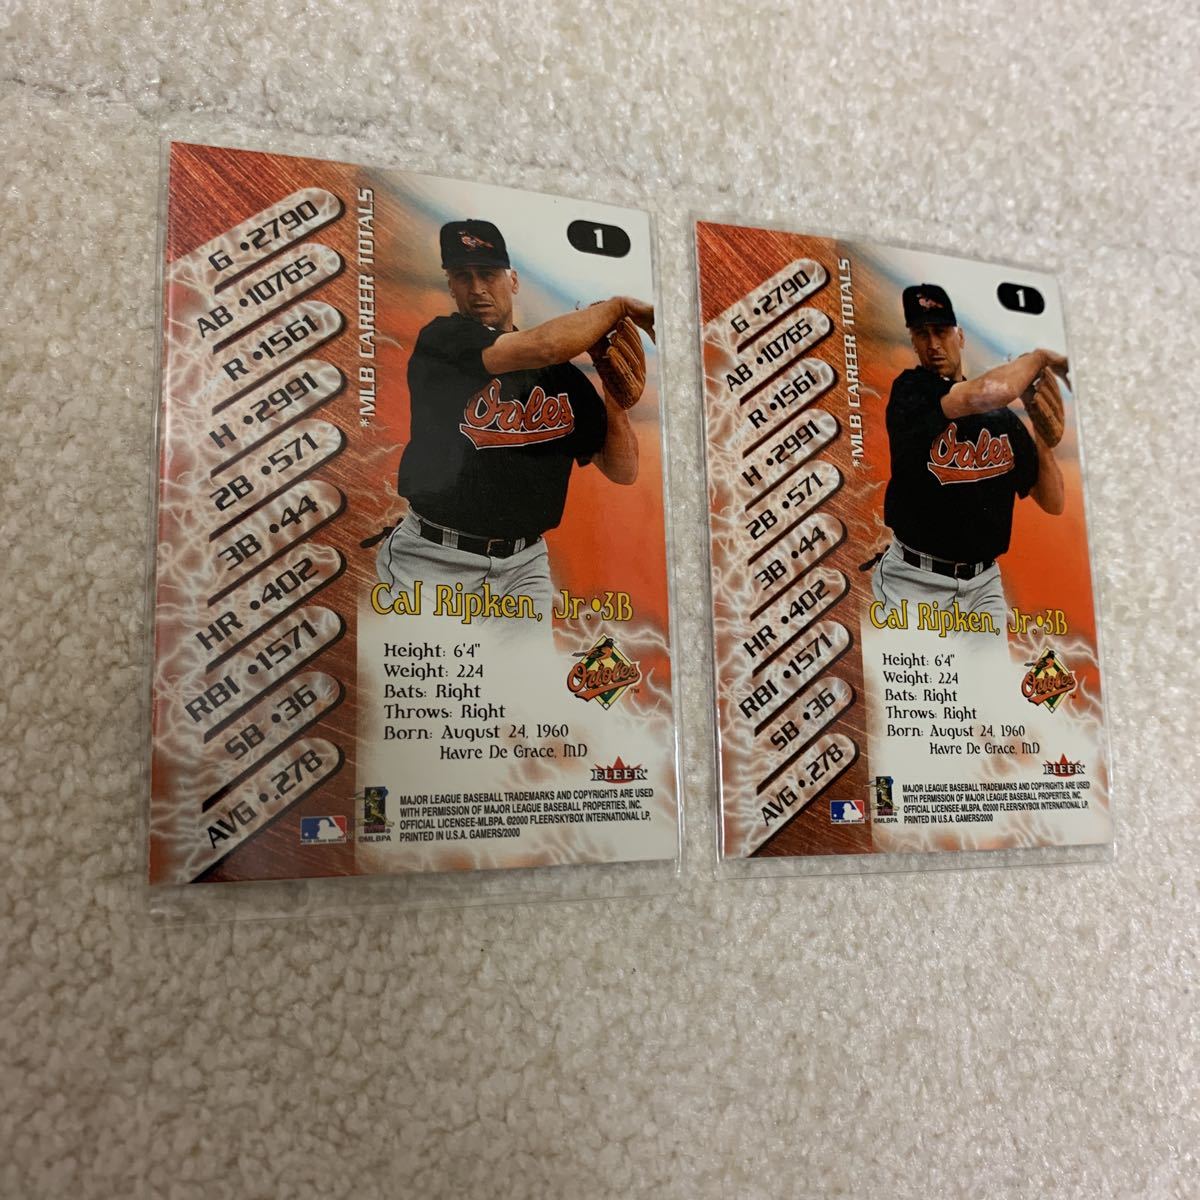 G •2790
AB •10765
R •1561
H •2991
2B •571
3B •44
HR •402
RBI •1571
SB •36
AVG •.278
*MLB CAREER TOTALS
1
Orioles
Cal Ripken, Jr.•3B
Height: 6'4"
Weight: 224
Bats: Right
Throws: Right
Born: August 24, 1960
Havre De Grace, MD
Orioles
TM
FLEER
MAJOR LEAGUE BASEBALL TRADEMARKS AND COPYRIGHTS ARE USED
WITH PERMISSION OF MAJOR LEAGUE BASEBALL PROPERTIES, INC.
OFFICIAL LICENSEE-MLBPA. ©2000 FLEER/SKYBOX INTERNATIONAL LP,
PRINTED IN U.S.A. GAMERS/2000
©MLBPA
G •2790
AB •10765
R •1561
H •2991
2B •571
3B •44
HR •402
RBI •1571
SB •36
AVG •.278
*MLB CAREER TOTALS
1
Orioles
Cal Ripken, Jr.•3B
Height: 6'4"
Weight: 224
Bats: Right
Throws: Right
Born: August 24, 1960
Havre De Grace, MD
Orioles
FLEER
MAJOR LEAGUE BASEBALL TRADEMARKS AND COPYRIGHTS ARE USED
WITH PERMISSION OF MAJOR LEAGUE BASEBALL PROPERTIES, INC.
OFFICIAL LICENSEE-MLBPA. ©2000 FLEER/SKYBOX INTERNATIONAL LP,
PRINTED IN U.S.A. GAMERS/2000
©MLBPA